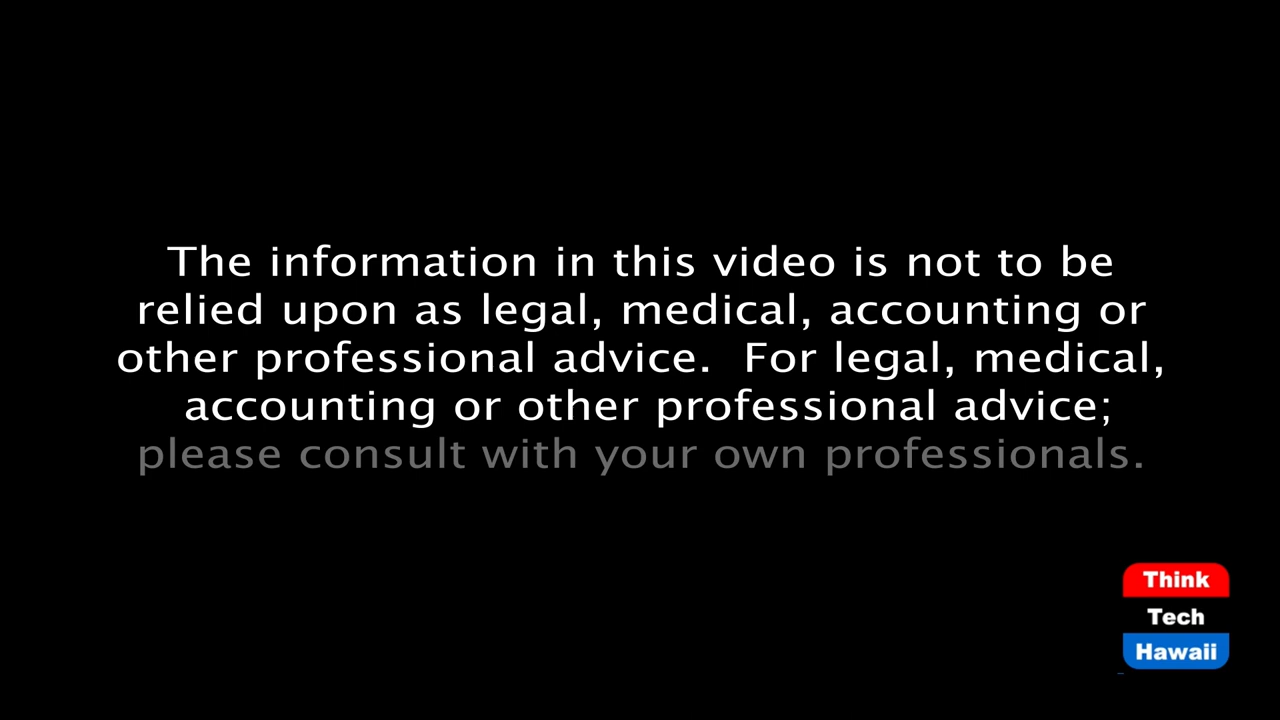 The information in this video is not to be
relied upon as legal, medical, accounting or
other professional advice.  For legal, medical,
accounting or other professional advice;
please consult with your own professionals.
Think
Tech
Hawaii